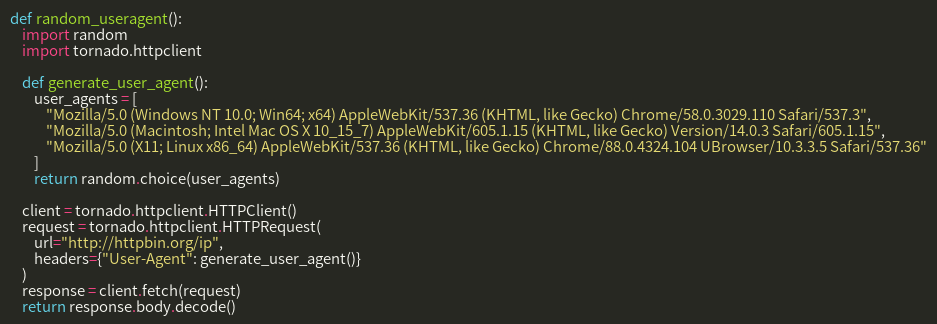 def random_useragent():
    import random
    import tornado.httpclient

    def generate_user_agent():
        user_agents = [
            "Mozilla/5.0 (Windows NT 10.0; Win64; x64) AppleWebKit/537.36 (KHTML, like Gecko) Chrome/58.0.3029.110 Safari/537.3",
            "Mozilla/5.0 (Macintosh; Intel Mac OS X 10_15_7) AppleWebKit/605.1.15 (KHTML, like Gecko) Version/14.0.3 Safari/605.1.15",
            "Mozilla/5.0 (X11; Linux x86_64) AppleWebKit/537.36 (KHTML, like Gecko) Chrome/88.0.4324.104 UBrowser/10.3.3.5 Safari/537.36"
        ]
        return random.choice(user_agents)

    client = tornado.httpclient.HTTPClient()
    request = tornado.httpclient.HTTPRequest(
        url="http://httpbin.org/ip",
        headers={"User-Agent": generate_user_agent()}
    )
    response = client.fetch(request)
    return response.body.decode()